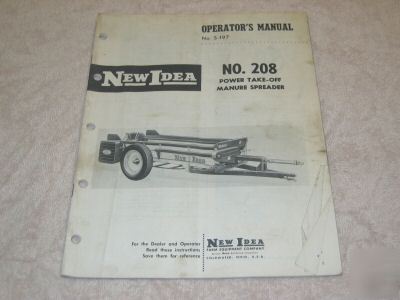 OPERATOR'S MANUAL
No. S-197
NEW IDEA
NO. 208
POWER TAKE-OFF
MANURE SPREADER
NEW IDEA
For the Dealer and Operator
Read these instructions
Save them for reference
NEW IDEA
FARM EQUIPMENT COMPANY
COLDWATER, OHIO, U.S.A.